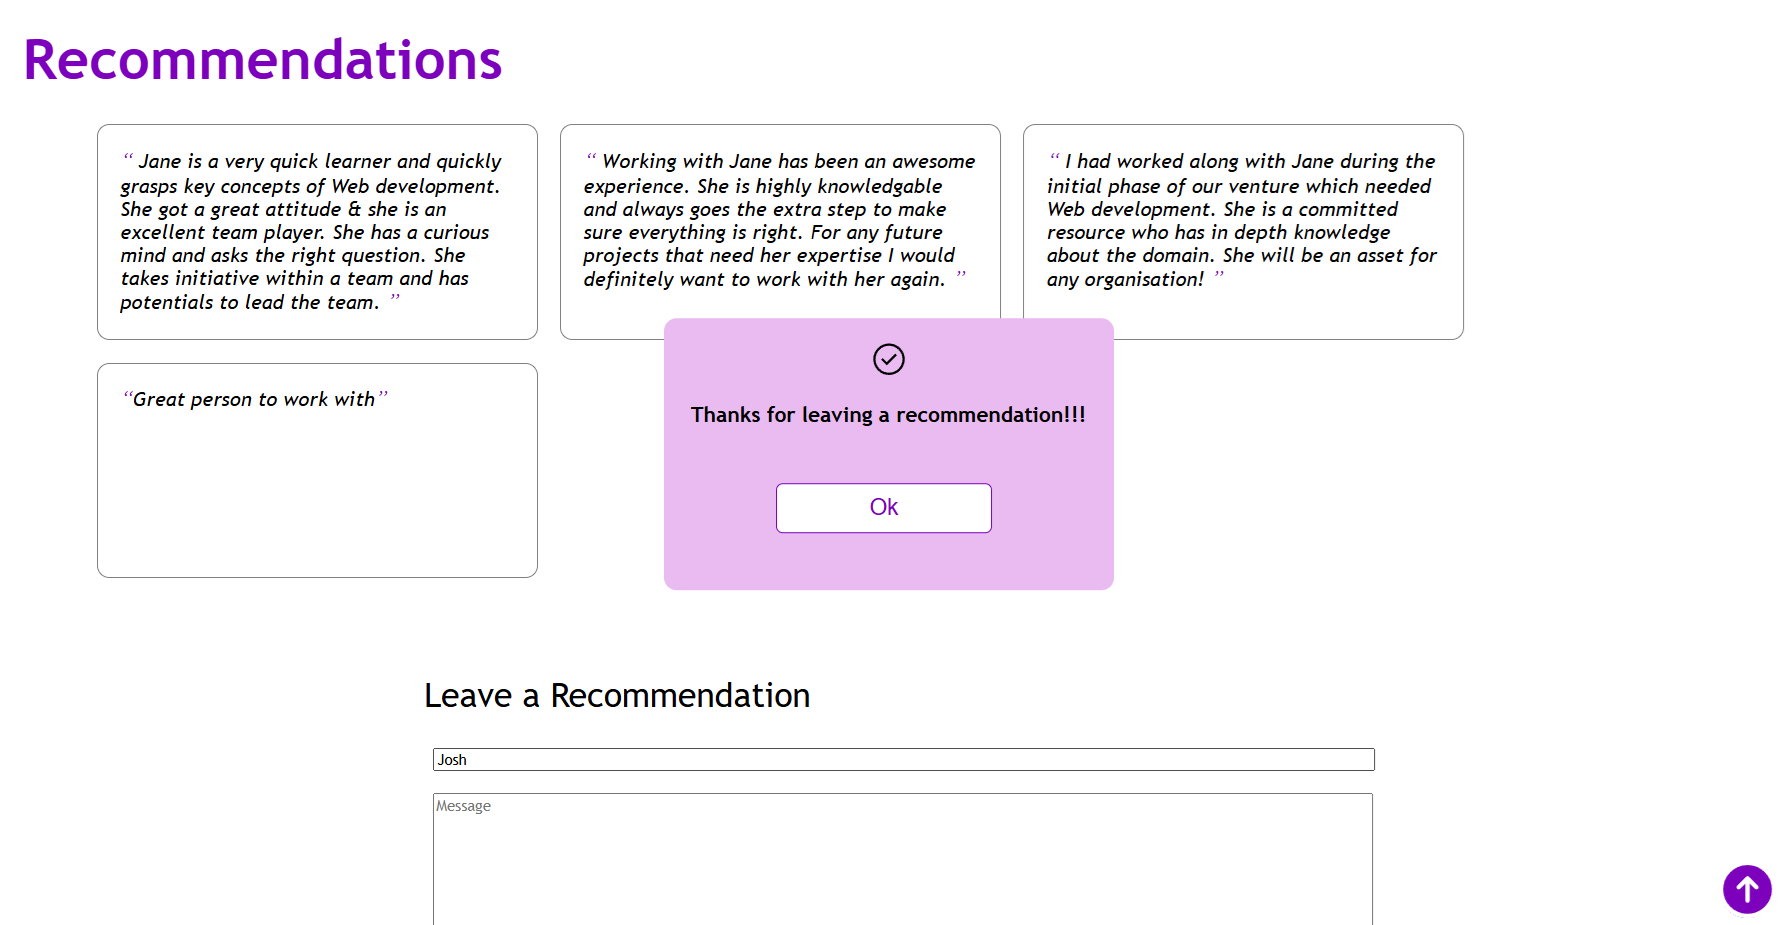 Recommendations
“ Jane is a very quick learner and quickly
grasps key concepts of Web development.
She got a great attitude & she is an
excellent team player. She has a curious
mind and asks the right question. She
takes initiative within a team and has
potentials to lead the team. ”
“ Working with Jane has been an awesome
experience. She is highly knowledgable
and always goes the extra step to make
sure everything is right. For any future
projects that need her expertise I would
definitely want to work with her again. ”
“ I had worked along with Jane during the
initial phase of our venture which needed
Web development. She is a committed
resource who has in depth knowledge
about the domain. She will be an asset for
any organisation! ”
“Great person to work with”
Thanks for leaving a recommendation!!!
Ok
Leave a Recommendation
Josh
Message